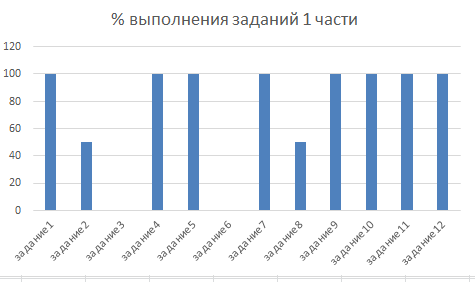 % выполнения заданий 1 части
120
100
80
60
40
20
0
задание1
задание2
задание3
задание4
задание5
задание6
задание7
задание8
задание9
задание10
задание11
задание12